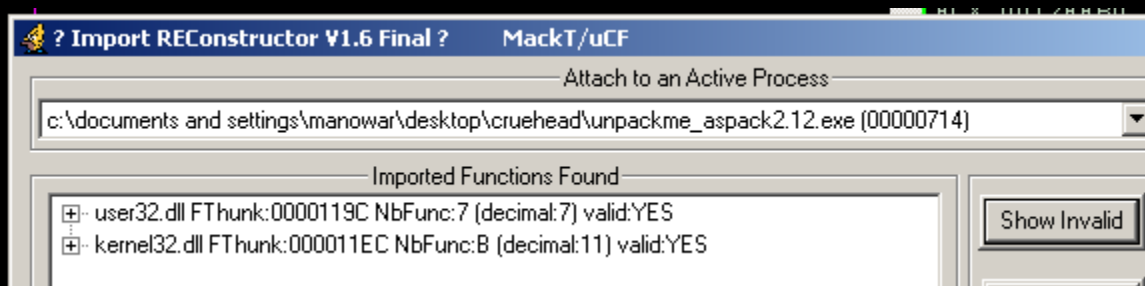 ? Import REConstructor V1.6 Final ? MackT/uCF
Attach to an Active Process
c:\documents and settings\manowar\desktop\cruehead\unpackme_aspack2.12.exe (00000714)
Imported Functions Found
user32.dll FThunk:0000119C NbFunc:7 (decimal:7) valid:YES
kernel32.dll FThunk:000011EC NbFunc:B (decimal:11) valid:YES
Show Invalid